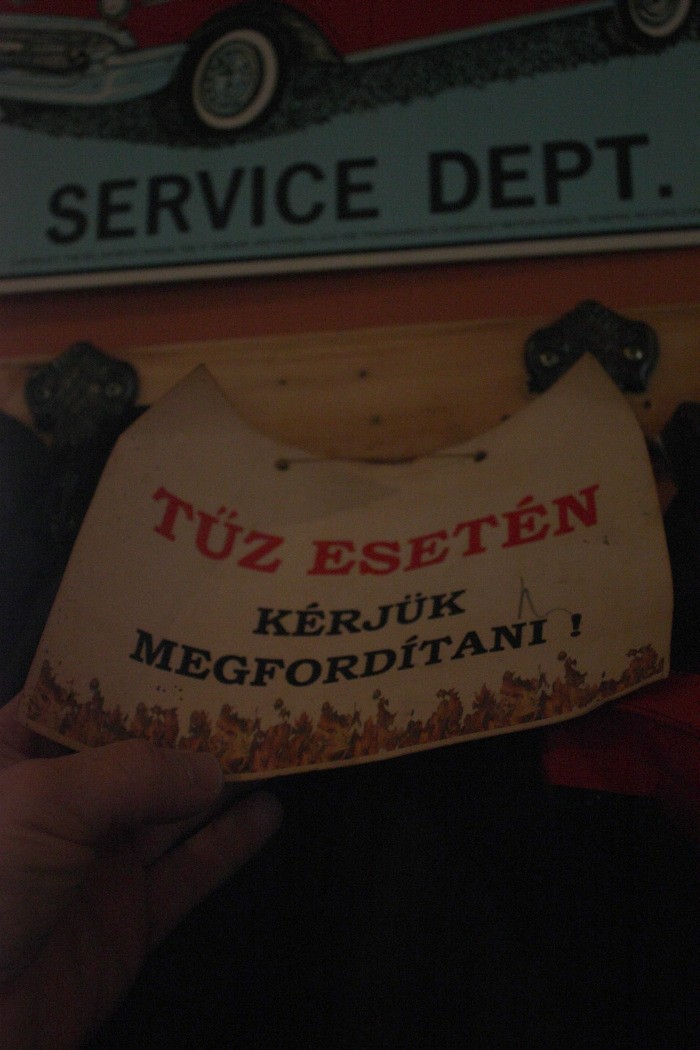 SERVICE DEPT.
TŰZ ESETÉN
KÉRJÜK
MEGFORDÍTANI !